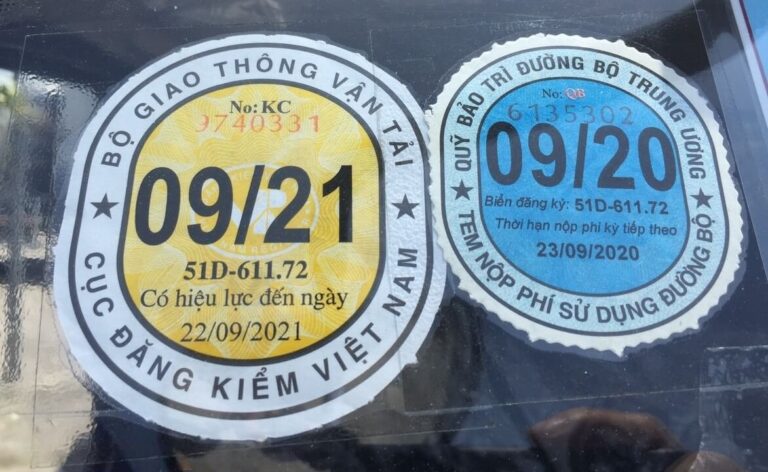 BỘ GIAO THÔNG VẬN TẢI
No: KC
9740331
09/21
51D-611.72
Có hiệu lực đến ngày
22/09/2021
CỤC ĐĂNG KIỂM VIỆT NAM
QUỸ BẢO TRÌ ĐƯỜNG BỘ TRUNG ƯƠNG
No: QB
6135302
09/20
Biển đăng ký: 51D-611.72
Thời hạn nộp phí kỳ tiếp theo
23/09/2020
TEM NỘP PHÍ SỬ DỤNG ĐƯỜNG BỘ